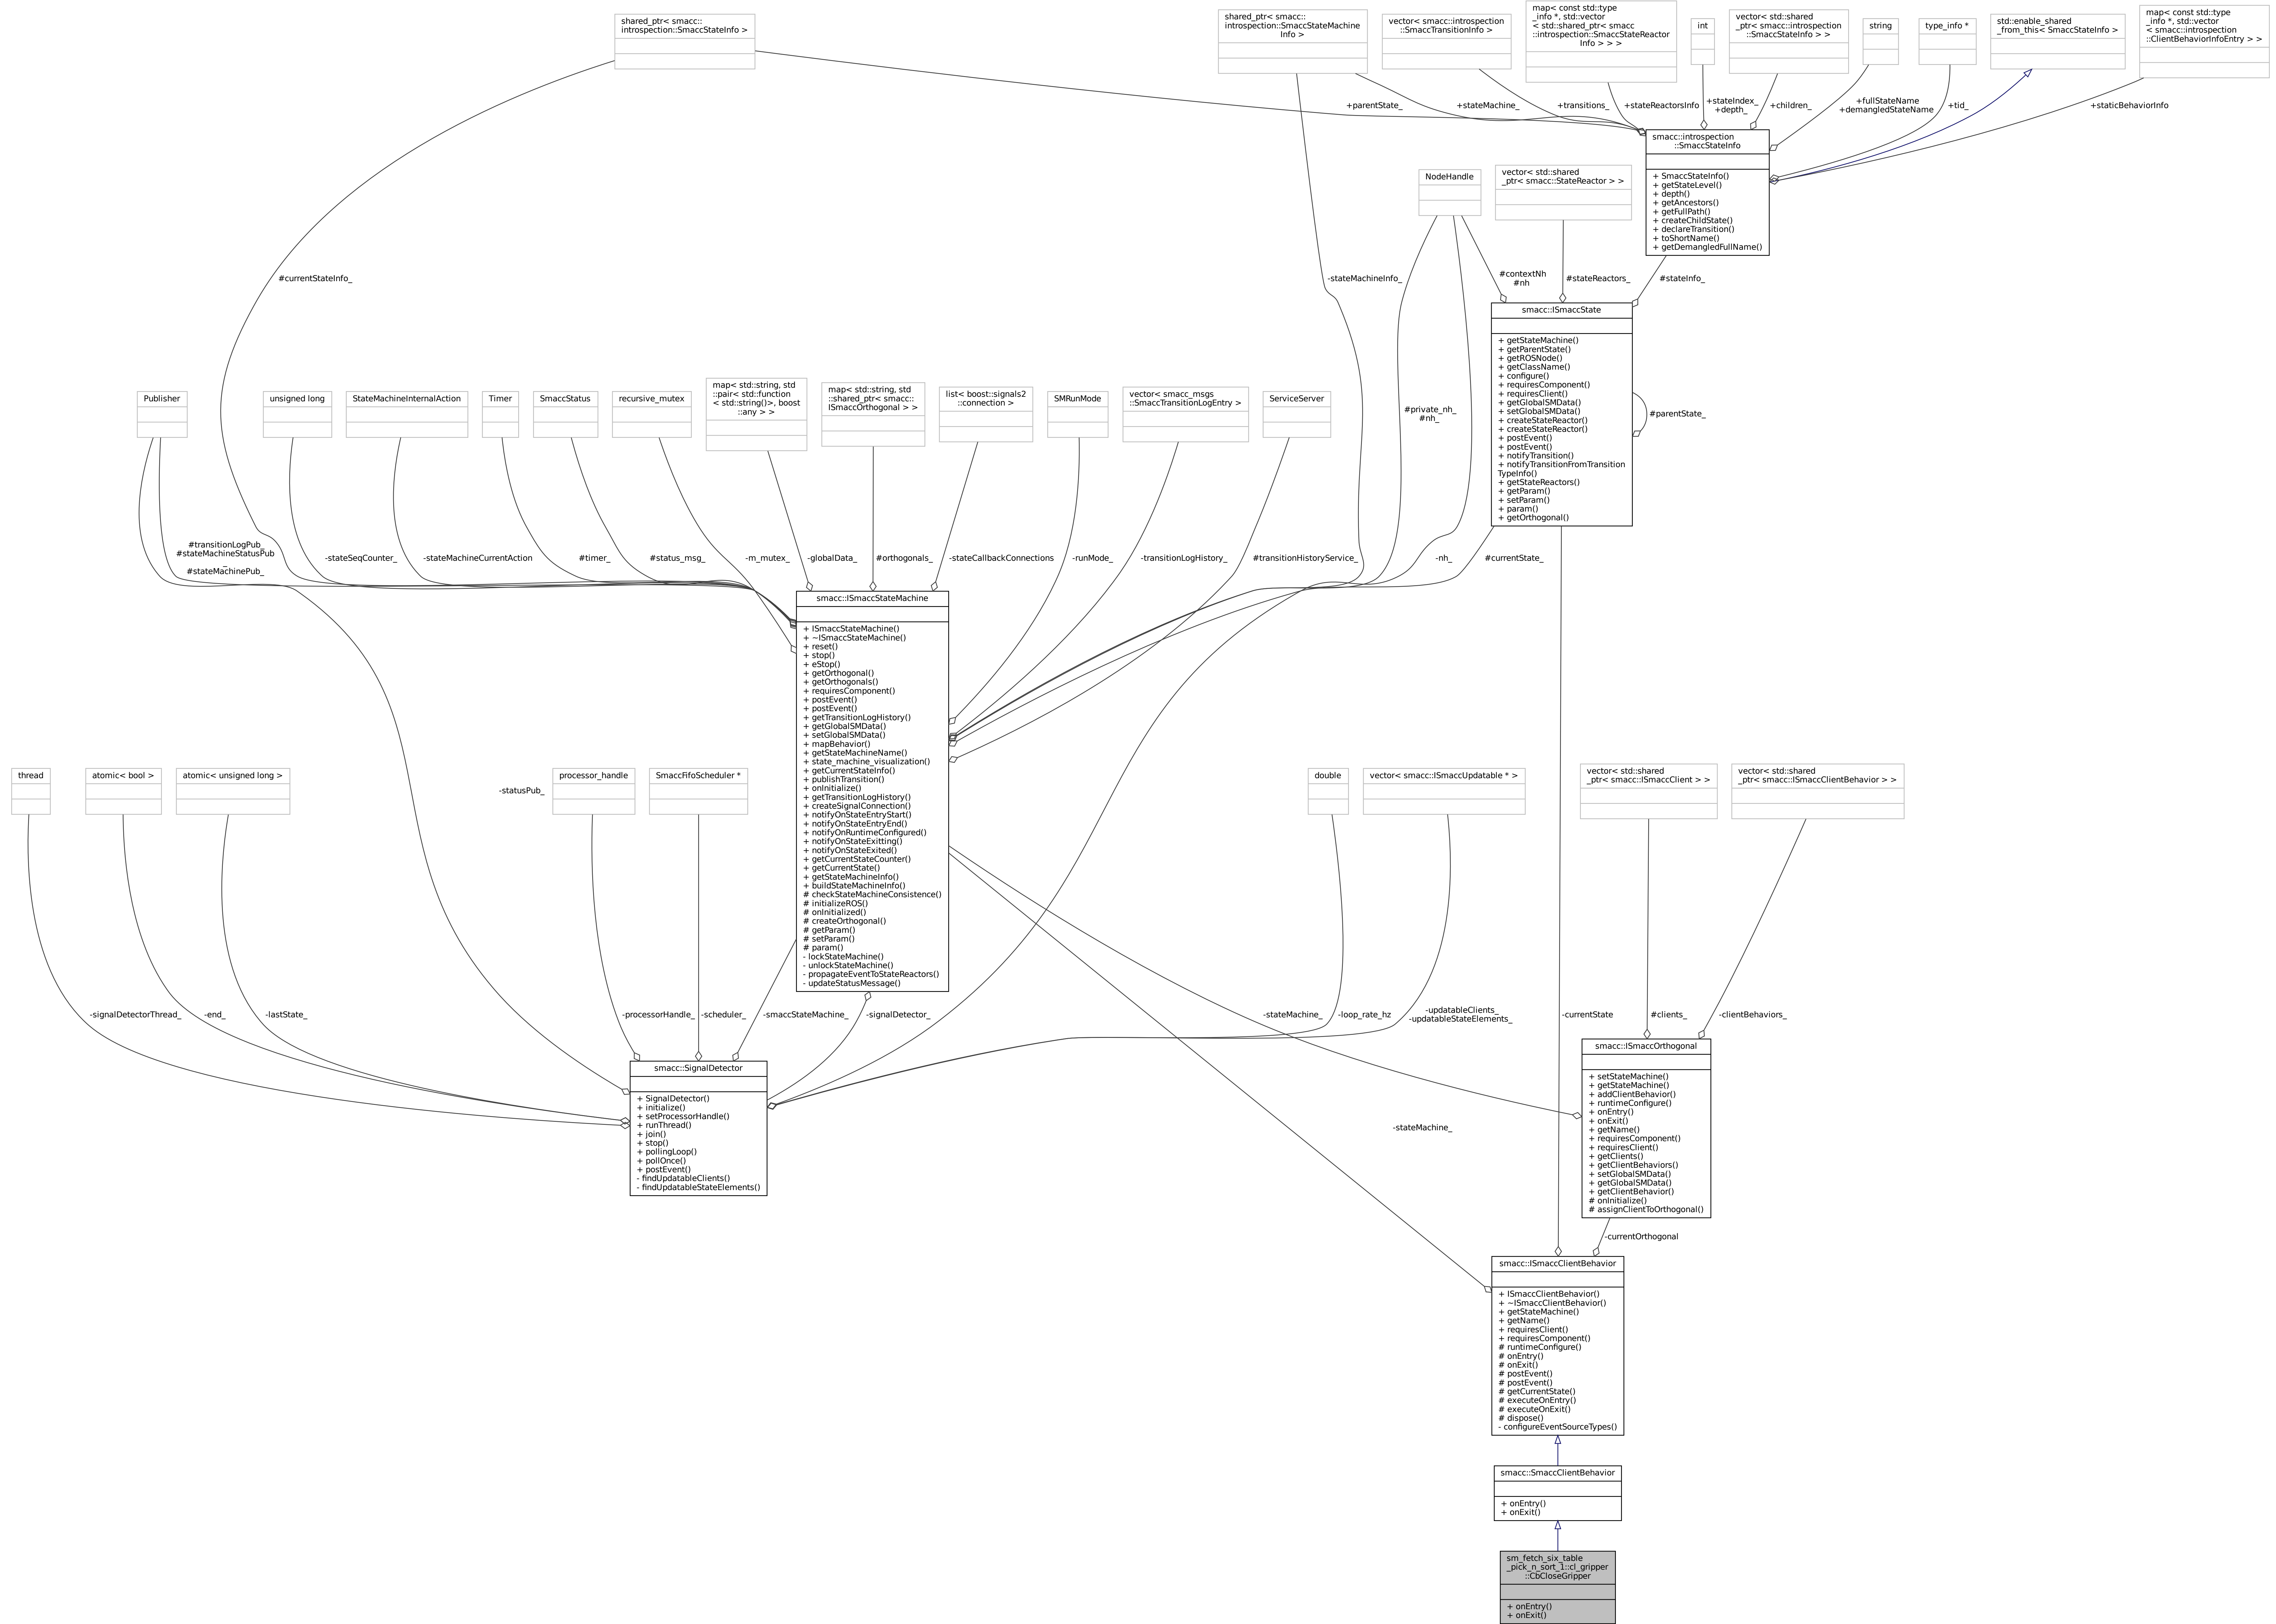 shared_ptr< smacc::
introspection::SmaccStateInfo >
shared_ptr< smacc::
introspection::SmaccStateMachine
Info >
vector< smacc::introspection
::SmaccTransitionInfo >
map< const std::type
_info *, std::vector
< std::shared_ptr< smacc
::introspection::SmaccStateReactor
Info > > >
int
vector< std::shared
_ptr< smacc::introspection
::SmaccStateInfo > >
string
type_info *
std::enable_shared
_from_this< SmaccStateInfo >
map< const std::type
_info *, std::vector
< smacc::introspection
::ClientBehaviorInfoEntry > >
+parentState_
+stateMachine_
+transitions_
+stateReactorsInfo
+stateIndex_
+depth_
+children_
+fullStateName
+demangledStateName
+tid_
+staticBehaviorInfo
smacc::introspection
::SmaccStateInfo
+ SmaccStateInfo()
+ getStateLevel()
+ depth()
+ getAncestors()
+ getFullPath()
+ createChildState()
+ declareTransition()
+ toShortName()
+ getDemangledFullName()
NodeHandle
vector< std::shared
_ptr< smacc::StateReactor > >
#currentStateInfo_
-stateMachineInfo_
#contextNh
#nh
#stateReactors_
#stateInfo_
smacc::ISmaccState
+ getStateMachine()
+ getParentState()
+ getROSNode()
+ getClassName()
+ configure()
+ requiresComponent()
+ requiresClient()
+ getGlobalSMData()
+ setGlobalSMData()
+ createStateReactor()
+ createStateReactor()
+ postEvent()
+ postEvent()
+ notifyTransition()
+ notifyTransitionFromTransition
TypeInfo()
+ getStateReactors()
+ getParam()
+ setParam()
+ param()
+ getOrthogonal()
#parentState_
#private_nh_
#nh_
Publisher
unsigned long
StateMachineInternalAction
Timer
SmaccStatus
recursive_mutex
map< std::string, std
::pair< std::function
< std::string()>, boost
::any > >
map< std::string, std
::shared_ptr< smacc::
ISmaccOrthogonal > >
list< boost::signals2
::connection >
SMRunMode
vector< smacc_msgs
::SmaccTransitionLogEntry >
ServiceServer
#transitionLogPub_
#stateMachineStatusPub
_
#stateMachinePub_
-stateSeqCounter_
-stateMachineCurrentAction
#timer_
#status_msg_
-m_mutex_
-globalData_
#orthogonals_
-stateCallbackConnections
-runMode_
-transitionLogHistory_
#transitionHistoryService_
-nh_
#currentState_
smacc::ISmaccStateMachine
+ ISmaccStateMachine()
+ ~ISmaccStateMachine()
+ reset()
+ stop()
+ eStop()
+ getOrthogonal()
+ getOrthogonals()
+ requiresComponent()
+ postEvent()
+ postEvent()
+ getTransitionLogHistory()
+ getGlobalSMData()
+ setGlobalSMData()
+ mapBehavior()
+ getStateMachineName()
+ state_machine_visualization()
+ getCurrentStateInfo()
+ publishTransition()
+ onInitialize()
+ getTransitionLogHistory()
+ createSignalConnection()
+ notifyOnStateEntryStart()
+ notifyOnStateEntryEnd()
+ notifyOnRuntimeConfigured()
+ notifyOnStateExitting()
+ notifyOnStateExited()
+ getCurrentStateCounter()
+ getCurrentState()
+ getStateMachineInfo()
+ buildStateMachineInfo()
# checkStateMachineConsistence()
# initializeROS()
# onInitialized()
# createOrthogonal()
# getParam()
# setParam()
# param()
- lockStateMachine()
- unlockStateMachine()
- propagateEventToStateReactors()
- updateStatusMessage()
thread
atomic< bool >
atomic< unsigned long >
-statusPub_
processor_handle
SmaccFifoScheduler *
double
vector< smacc::ISmaccUpdatable * >
vector< std::shared
_ptr< smacc::ISmaccClient > >
vector< std::shared
_ptr< smacc::ISmaccClientBehavior > >
-signalDetectorThread_
-end_
-lastState_
-processorHandle_
-scheduler_
-smaccStateMachine_
-signalDetector_
-stateMachine_
-loop_rate_hz
-updatableClients_
-updatableStateElements_
-currentState
#clients_
-clientBehaviors_
smacc::SignalDetector
+ SignalDetector()
+ initialize()
+ setProcessorHandle()
+ runThread()
+ join()
+ stop()
+ pollingLoop()
+ pollOnce()
+ postEvent()
- findUpdatableClients()
- findUpdatableStateElements()
smacc::ISmaccOrthogonal
+ setStateMachine()
+ getStateMachine()
+ addClientBehavior()
+ runtimeConfigure()
+ onEntry()
+ onExit()
+ getName()
+ requiresComponent()
+ requiresClient()
+ getClients()
+ getClientBehaviors()
+ setGlobalSMData()
+ getGlobalSMData()
+ getClientBehavior()
# onInitialize()
# assignClientToOrthogonal()
-stateMachine_
-currentOrthogonal
smacc::ISmaccClientBehavior
+ ISmaccClientBehavior()
+ ~ISmaccClientBehavior()
+ getStateMachine()
+ getName()
+ requiresClient()
+ requiresComponent()
# runtimeConfigure()
# onEntry()
# onExit()
# postEvent()
# postEvent()
# getCurrentState()
# executeOnEntry()
# executeOnExit()
# dispose()
- configureEventSourceTypes()
smacc::SmaccClientBehavior
+ onEntry()
+ onExit()
sm_fetch_six_table
_pick_n_sort_1::cl_gripper
::CbCloseGripper
+ onEntry()
+ onExit()